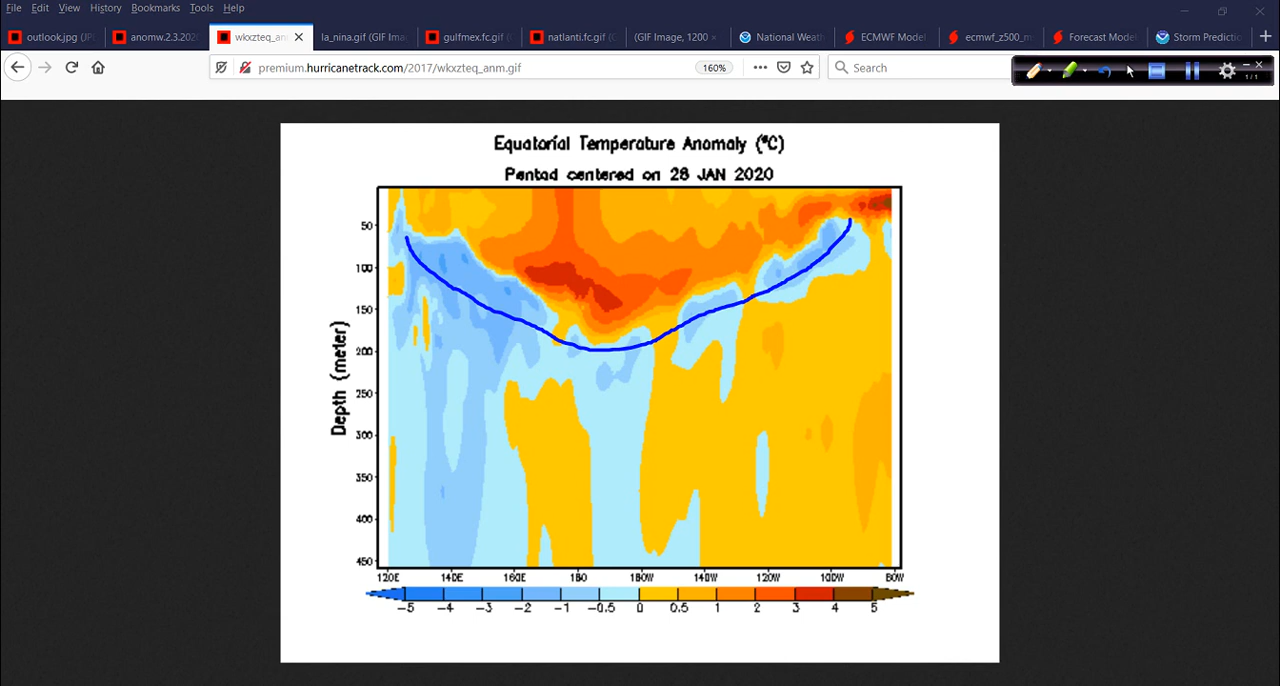 File Edit View History Bookmarks Tools Help
outlook.jpg (JP anomw.2.3.202 wkxzteq_an la_nina.gif (GIF Ima gulfmex.fc.gif ( natlanti.fc.gif ( (GIF Image, 1200 × National Weath ECMWF Model ecmwf_z500_m Forecast Model Storm Predictio
premium.hurricanetrack.com/2017/wkxzteq_anm.gif 160% Search 1/1
Equatorial Temperature Anomaly (°C)
Pentad centered on 28 JAN 2020
Depth (meter)
50
100
150
200
250
300
350
400
450
120E 140E 160E 180 160W 140W 120W 100W 80W
-5 -4 -3 -2 -1 -0.5 0 0.5 1 2 3 4 5